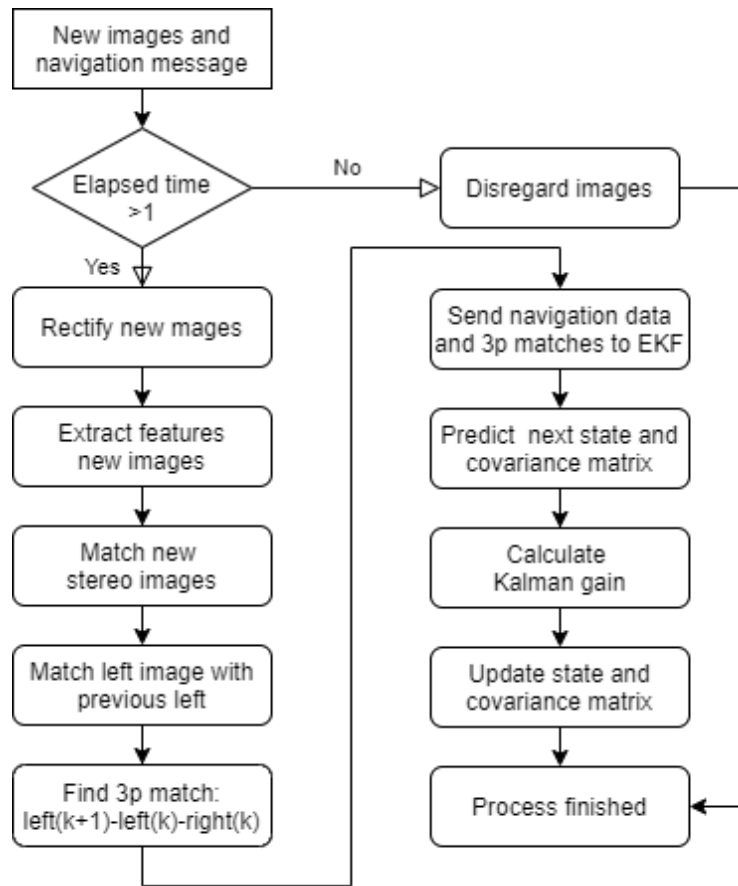 New images and
navigation message
Elapsed time
>1
No
Disregard images
Yes
Rectify new mages
Extract features
new images
Match new
stereo images
Match left image with
previous left
Find 3p match:
left(k+1)-left(k)-right(k)
Send navigation data
and 3p matches to EKF
Predict next state and
covariance matrix
Calculate
Kalman gain
Update state and
covariance matrix
Process finished